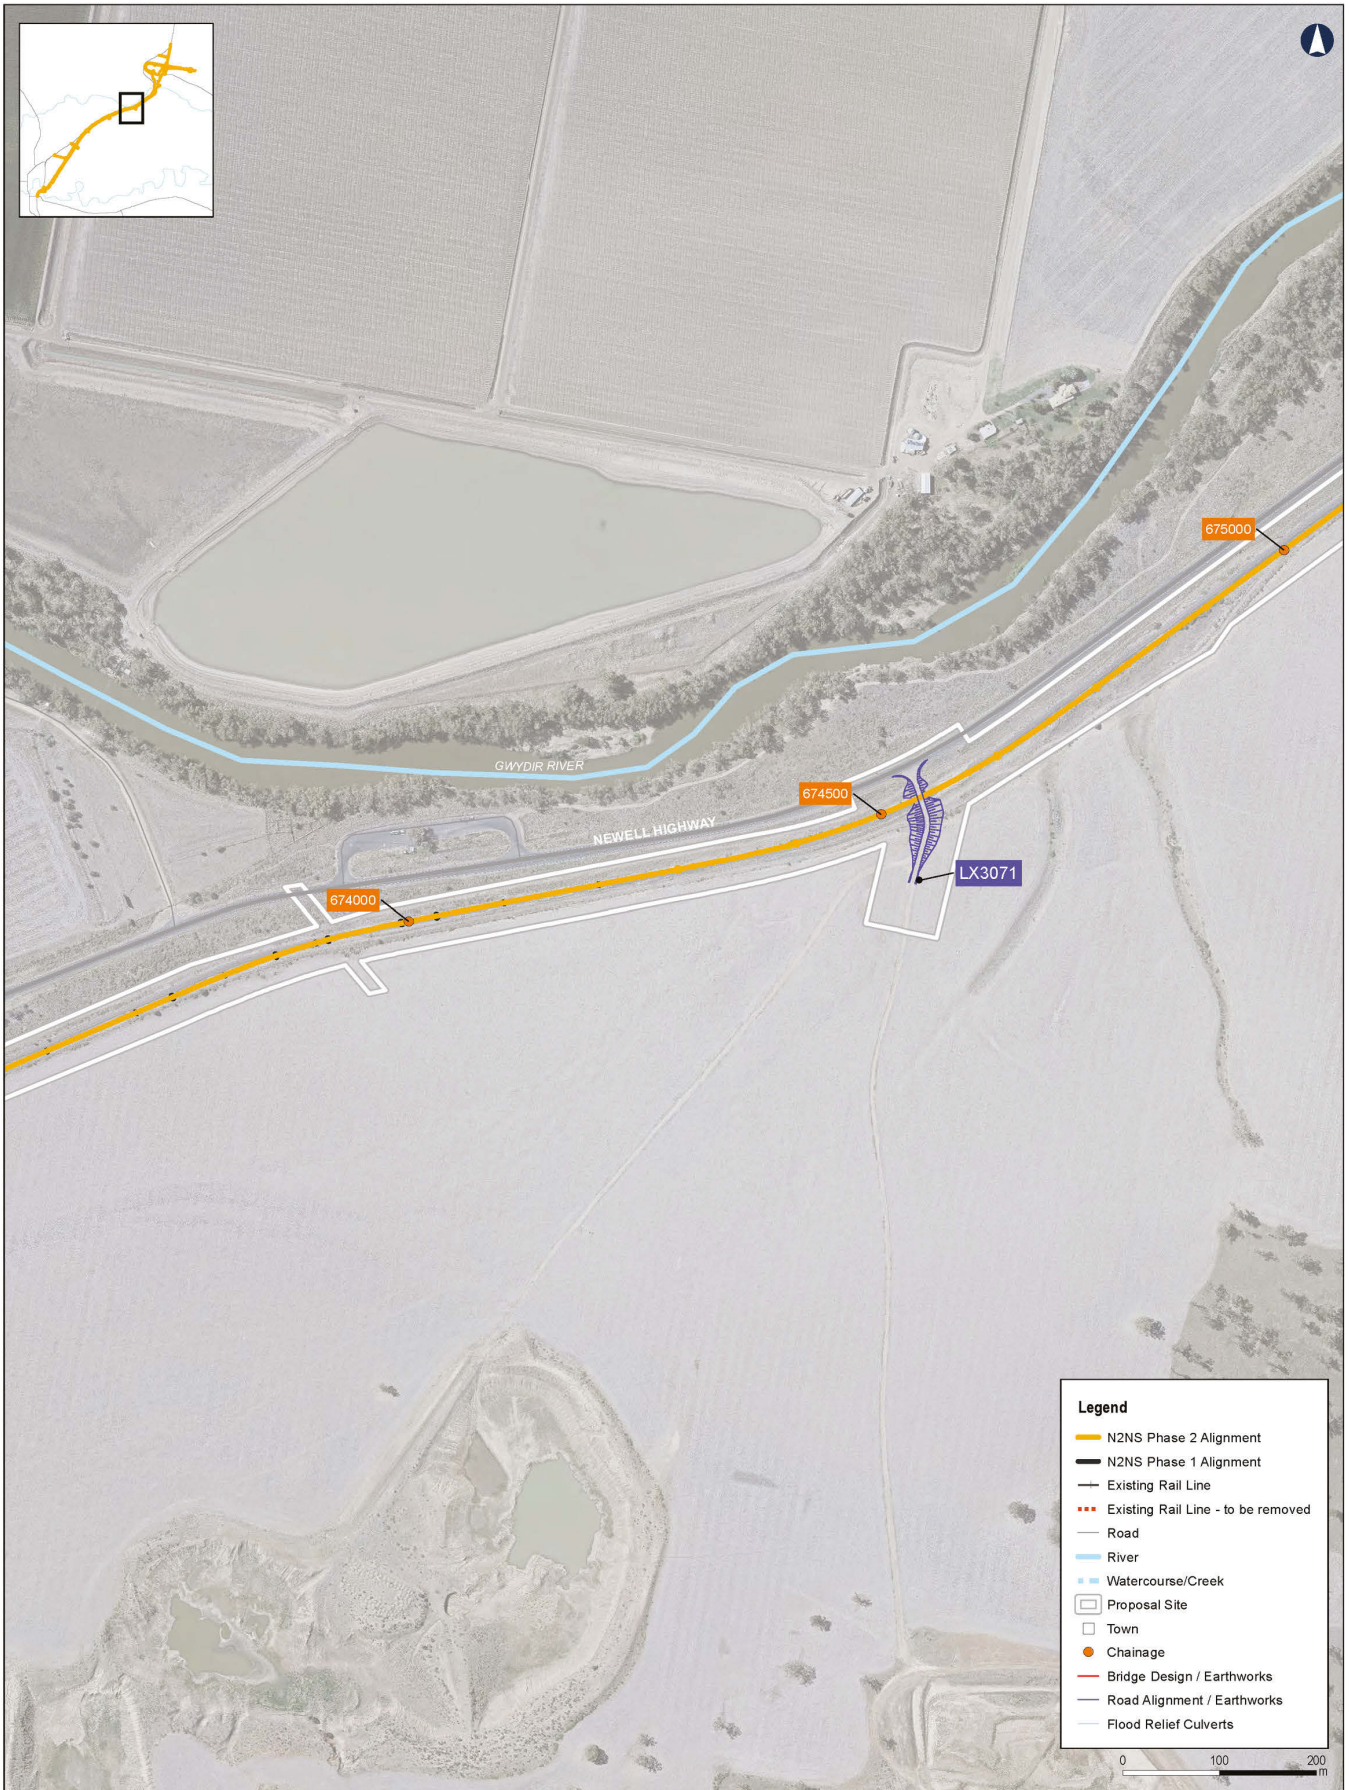 675000
GWYDIR RIVER
674500
NEWELL HIGHWAY
LX3071
674000
Legend
N2NS Phase 2 Alignment
N2NS Phase 1 Alignment
Existing Rail Line
Existing Rail Line - to be removed
Road
River
Watercourse/Creek
Proposal Site
Town
Chainage
Bridge Design / Earthworks
Road Alignment / Earthworks
Flood Relief Culverts
0 100 200
m